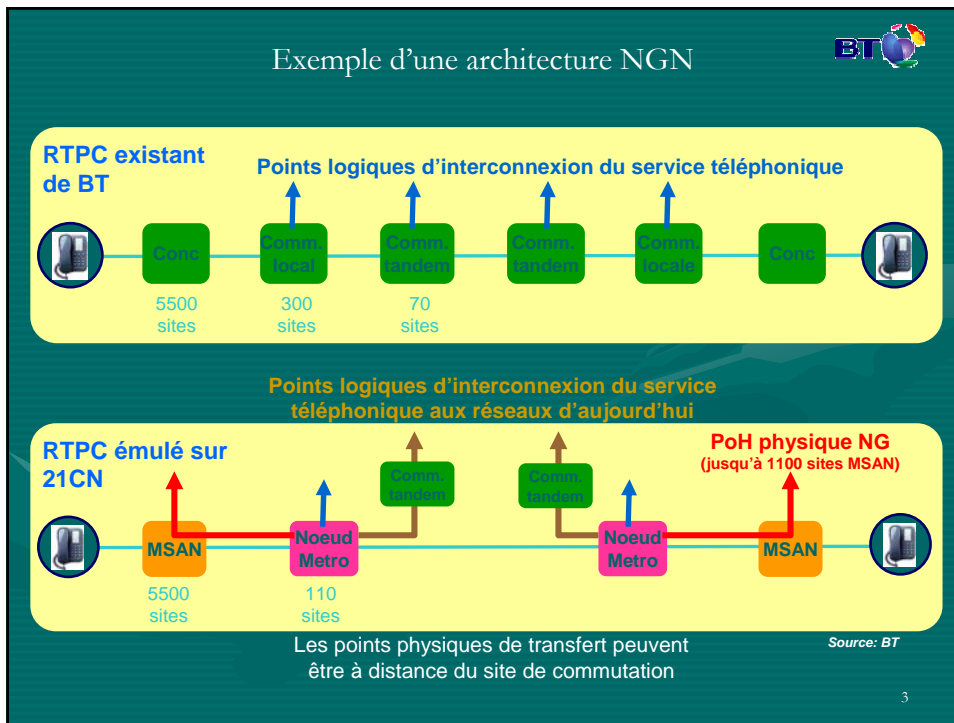 Exemple d'une architecture NGN
BT
RTPC existant
de BT
Points logiques d'interconnexion du service téléphonique
Conc
Comm.
local
Comm.
tandem
Comm.
tandem
Comm.
locale
Conc
5500
sites
300
sites
70
sites
Points logiques d'interconnexion du service
téléphonique aux réseaux d'aujourd'hui
RTPC émulé sur
21CN
PoH physique NG
(jusqu'à 1100 sites MSAN)
Comm.
tandem
Comm.
tandem
MSAN
Noeud
Metro
Noeud
Metro
MSAN
5500
sites
110
sites
Les points physiques de transfert peuvent
être à distance du site de commutation
Source: BT
3